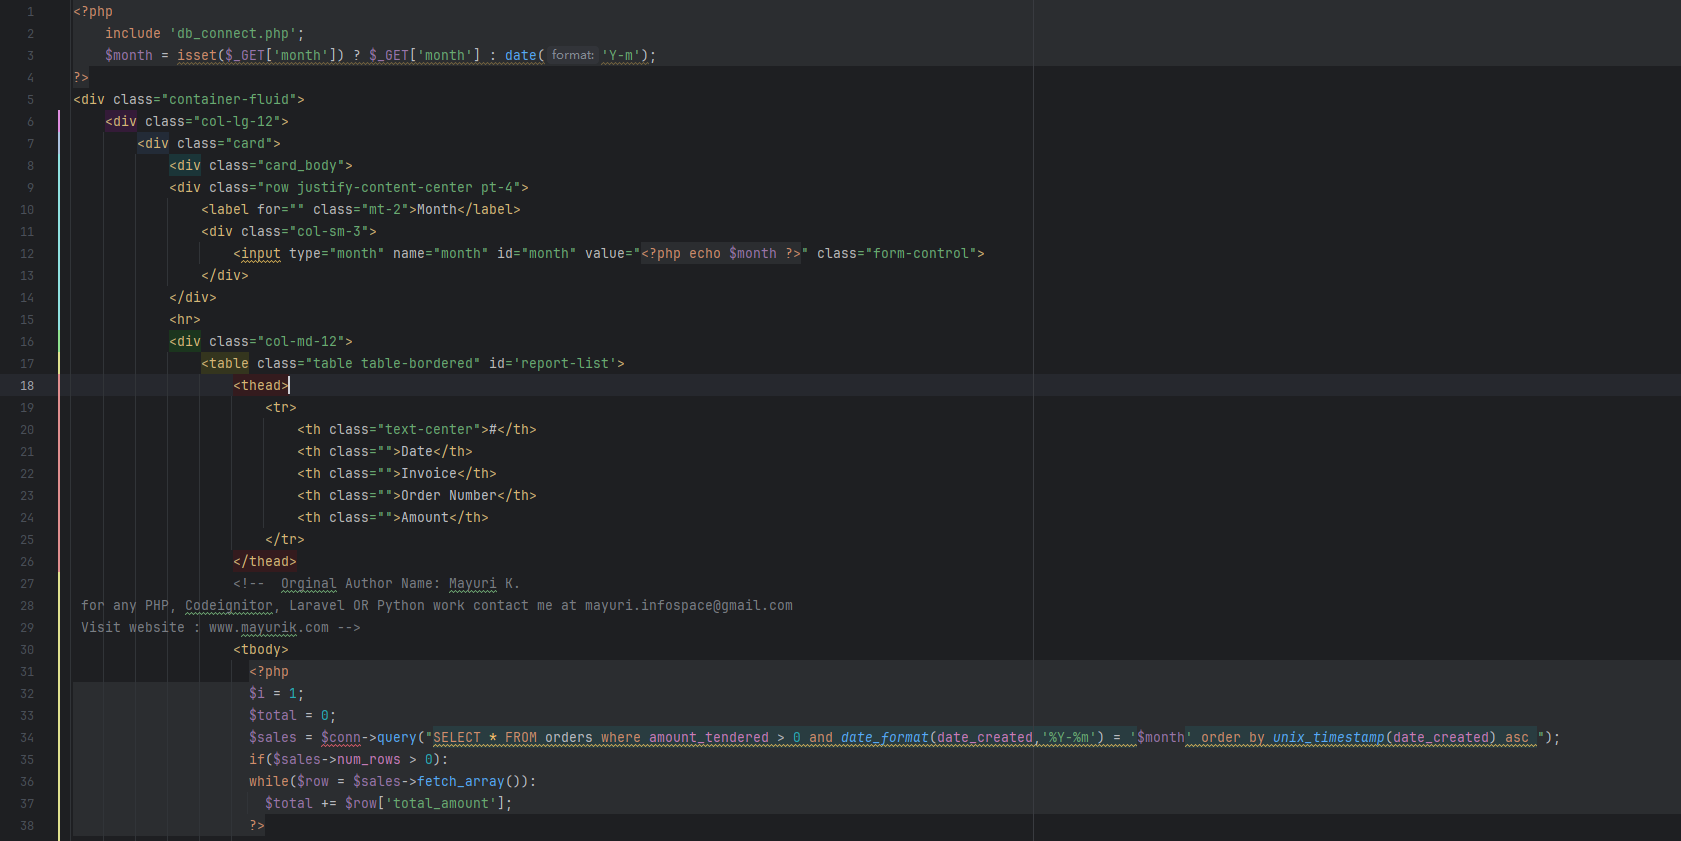 1 <?php
2 include 'db_connect.php';
3 $month = isset($_GET['month']) ? $_GET['month'] : date( format: 'Y-m');
4 ?>
5 <div class="container-fluid">
6 <div class="col-lg-12">
7 <div class="card">
8 <div class="card_body">
9 <div class="row justify-content-center pt-4">
10 <label for="" class="mt-2">Month</label>
11 <div class="col-sm-3">
12 <input type="month" name="month" id="month" value="<?php echo $month ?>" class="form-control">
13 </div>
14 </div>
15 <hr>
16 <div class="col-md-12">
17 <table class="table table-bordered" id='report-list'>
18 <thead>
19 <tr>
20 <th class="text-center">#</th>
21 <th class="">Date</th>
22 <th class="">Invoice</th>
23 <th class="">Order Number</th>
24 <th class="">Amount</th>
25 </tr>
26 </thead>
27 <!--  Orginal Author Name: Mayuri K.
28 for any PHP, Codeignitor, Laravel OR Python work contact me at mayuri.infospace@gmail.com
29 Visit website : www.mayurik.com -->
30 <tbody>
31 <?php
32 $i = 1;
33 $total = 0;
34 $sales = $conn->query("SELECT * FROM orders where amount_tendered > 0 and date_format(date_created,'%Y-%m') = '$month' order by unix_timestamp(date_created) asc ");
35 if($sales->num_rows > 0):
36 while($row = $sales->fetch_array()):
37 $total += $row['total_amount'];
38 ?>